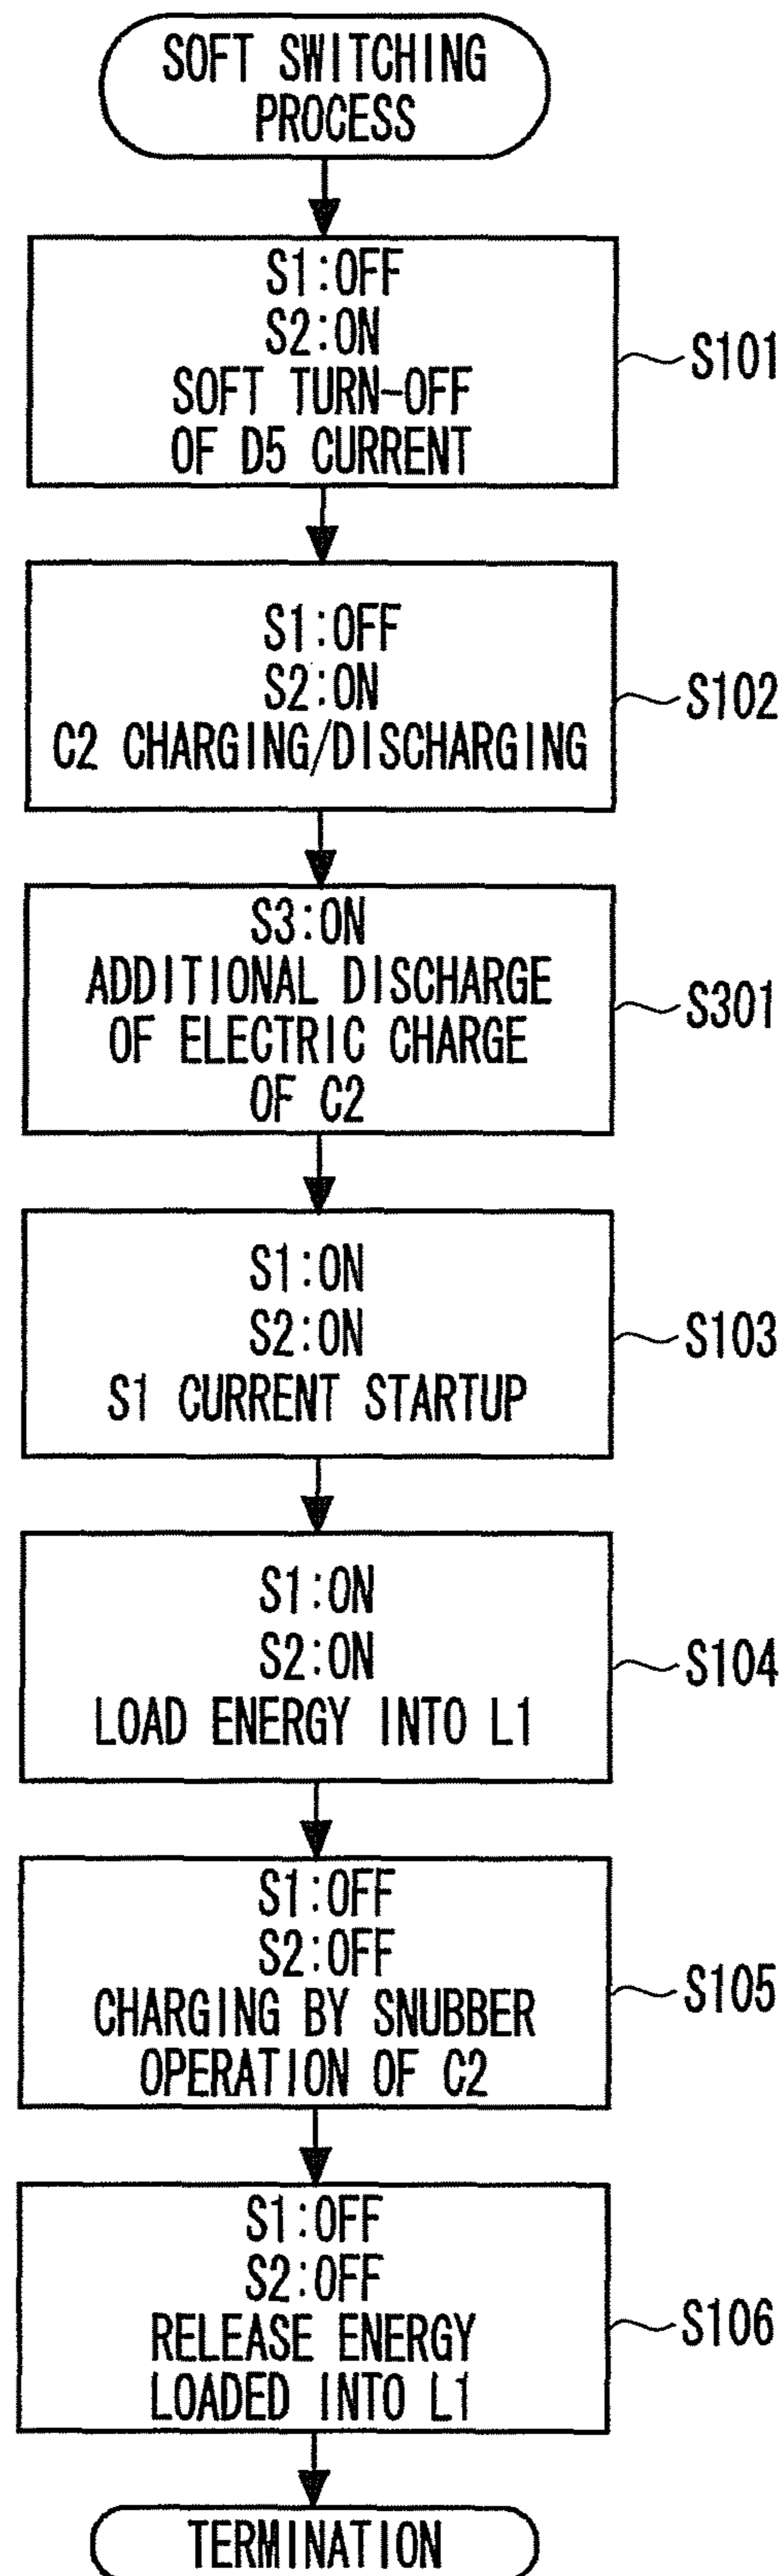 SOFT SWITCHING
PROCESS
S1:OFF
S2:ON
SOFT TURN-OFF
OF D5 CURRENT
S101
S1:OFF
S2:ON
C2 CHARGING/DISCHARGING
S102
S3:ON
ADDITIONAL DISCHARGE
OF ELECTRIC CHARGE
OF C2
S301
S1:ON
S2:ON
S1 CURRENT STARTUP
S103
S1:ON
S2:ON
LOAD ENERGY INTO L1
S104
S1:OFF
S2:OFF
CHARGING BY SNUBBER
OPERATION OF C2
S105
S1:OFF
S2:OFF
RELEASE ENERGY
LOADED INTO L1
S106
TERMINATION